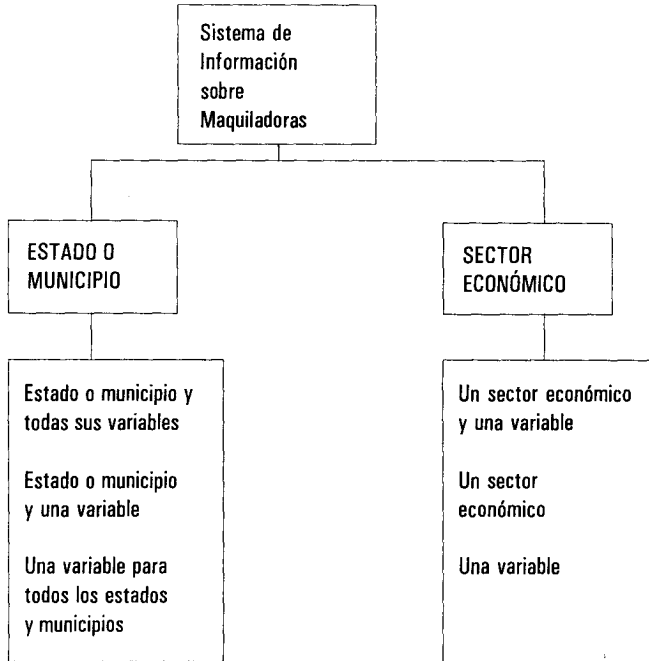 Sistema de
Información
sobre
Maquiladoras
ESTADO O
MUNICIPIO
SECTOR
ECONÓMICO
Estado o municipio y
todas sus variables
Estado o municipio
y una variable
Una variable para
todos los estados
y municipios
Un sector económico
y una variable
Un sector
económico
Una variable